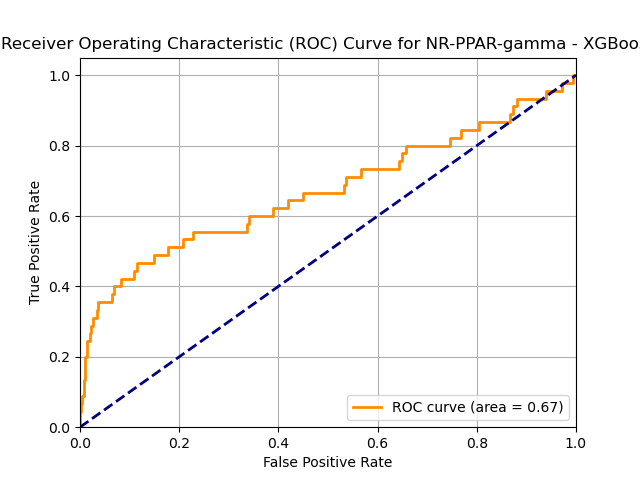 Receiver Operating Characteristic (ROC) Curve for NR-PPAR-gamma - XGBoo
True Positive Rate
1.0
0.8
0.6
0.4
0.2
0.0
ROC curve (area = 0.67)
0.0 0.2 0.4 0.6 0.8 1.0
False Positive Rate